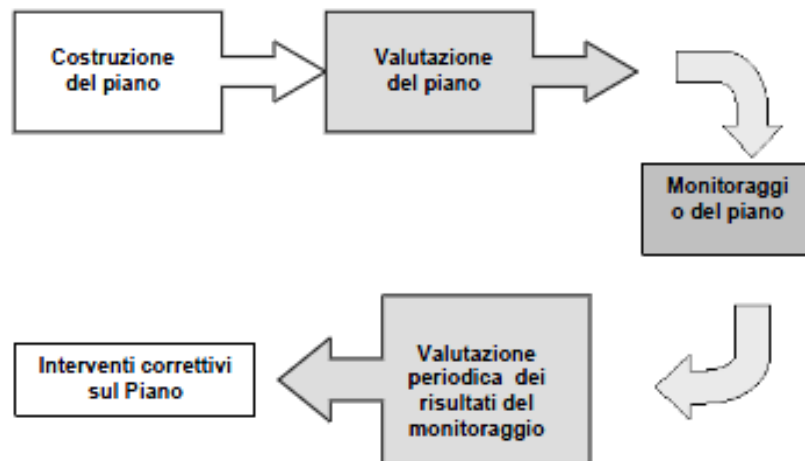 Costruzione
del piano
Valutazione
del piano
Monitoraggi
o del piano
Valutazione
periodica dei
risultati del
monitoraggio
Interventi correttivi
sul Piano